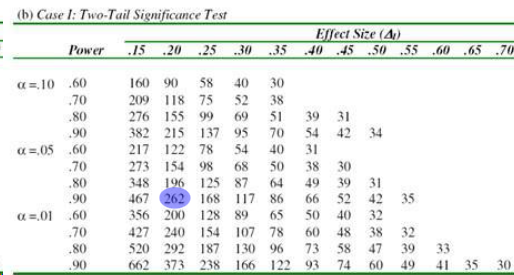 (b) Case I: Two-Tail Significance Test
Effect Size (Δ₁)
Power .15 .20 .25 .30 .35 .40 .45 .50 .55 .60 .65 .70
α=.10 .60 160 90 58 40 30
.70 209 118 75 52 38
.80 276 155 99 69 51 39 31
.90 382 215 137 95 70 54 42 34
α=.05 .60 217 122 78 54 40 31
.70 273 154 98 68 50 38 30
.80 348 196 125 87 64 49 39 31
.90 467 262 168 117 86 66 52 42 35
α=.01 .60 356 200 128 89 65 50 40 32
.70 427 240 154 107 78 60 48 38 32
.80 520 292 187 130 96 73 58 47 39 33
.90 662 373 238 166 122 93 74 60 49 41 35 30